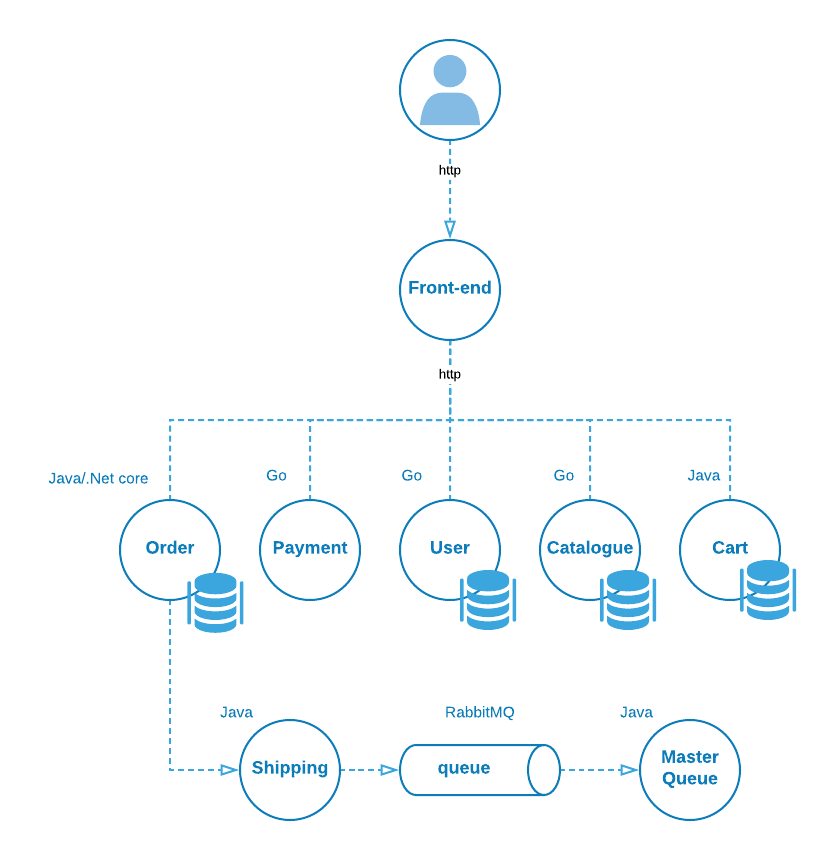 http
Front-end
http
Java/.Net core
Go
Go
Go
Java
Order
Payment
User
Catalogue
Cart
Java
RabbitMQ
Java
Shipping
queue
Master
Queue